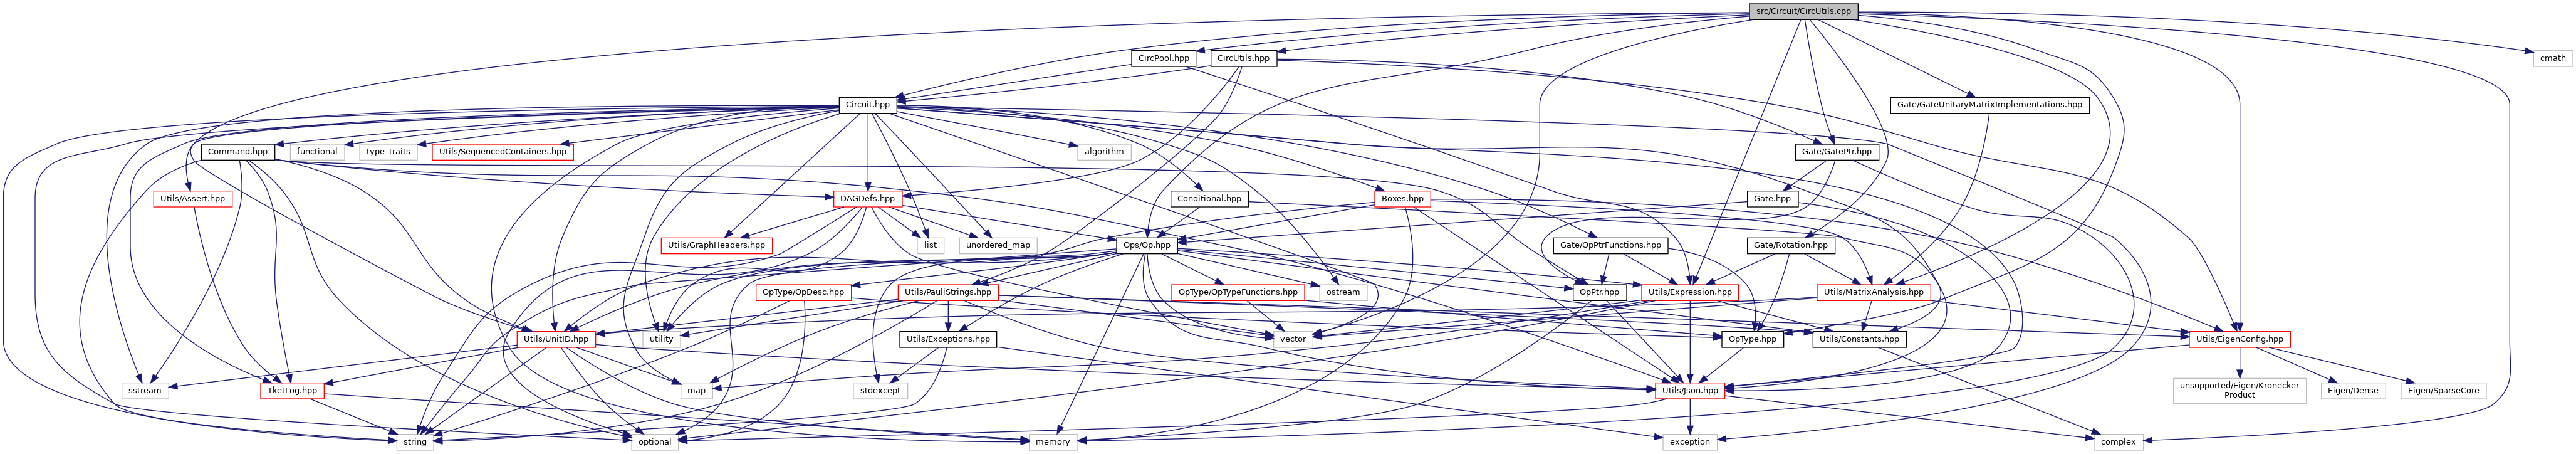 src/Circuit/CircUtils.cpp
CircPool.hpp
CircUtils.hpp
cmath
Circuit.hpp
Gate/GateUnitaryMatrixImplementations.hpp
Command.hpp
functional
type_traits
Utils/SequencedContainers.hpp
algorithm
Gate/GatePtr.hpp
Utils/Assert.hpp
DAGDefs.hpp
Conditional.hpp
Boxes.hpp
Gate.hpp
Utils/GraphHeaders.hpp
list
unordered_map
Ops/Op.hpp
Gate/OpPtrFunctions.hpp
Gate/Rotation.hpp
OpType/OpDesc.hpp
Utils/PauliStrings.hpp
OpType/OpTypeFunctions.hpp
ostream
OpPtr.hpp
Utils/Expression.hpp
Utils/MatrixAnalysis.hpp
Utils/UnitID.hpp
utility
Utils/Exceptions.hpp
vector
OpType.hpp
Utils/Constants.hpp
Utils/EigenConfig.hpp
sstream
TketLog.hpp
map
stdexcept
Utils/Json.hpp
unsupported/Eigen/Kronecker
Product
Eigen/Dense
Eigen/SparseCore
string
optional
memory
exception
complex